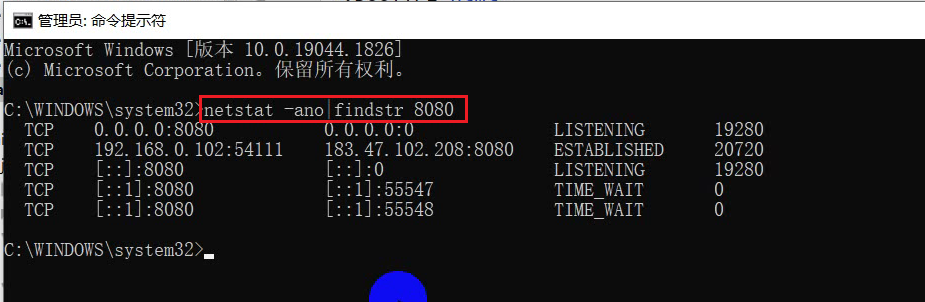 管理员: 命令提示符
Microsoft Windows [版本 10.0.19044.1826]
(c) Microsoft Corporation。保留所有权利。
C:\WINDOWS\system32>netstat -ano|findstr 8080
TCP 0.0.0.0:8080 0.0.0.0:0 LISTENING 19280
TCP 192.168.0.102:54111 183.47.102.208:8080 ESTABLISHED 20720
TCP [::]:8080 [::]:0 LISTENING 19280
TCP [::1]:8080 [::1]:55547 TIME_WAIT 0
TCP [::1]:8080 [::1]:55548 TIME_WAIT 0
C:\WINDOWS\system32>